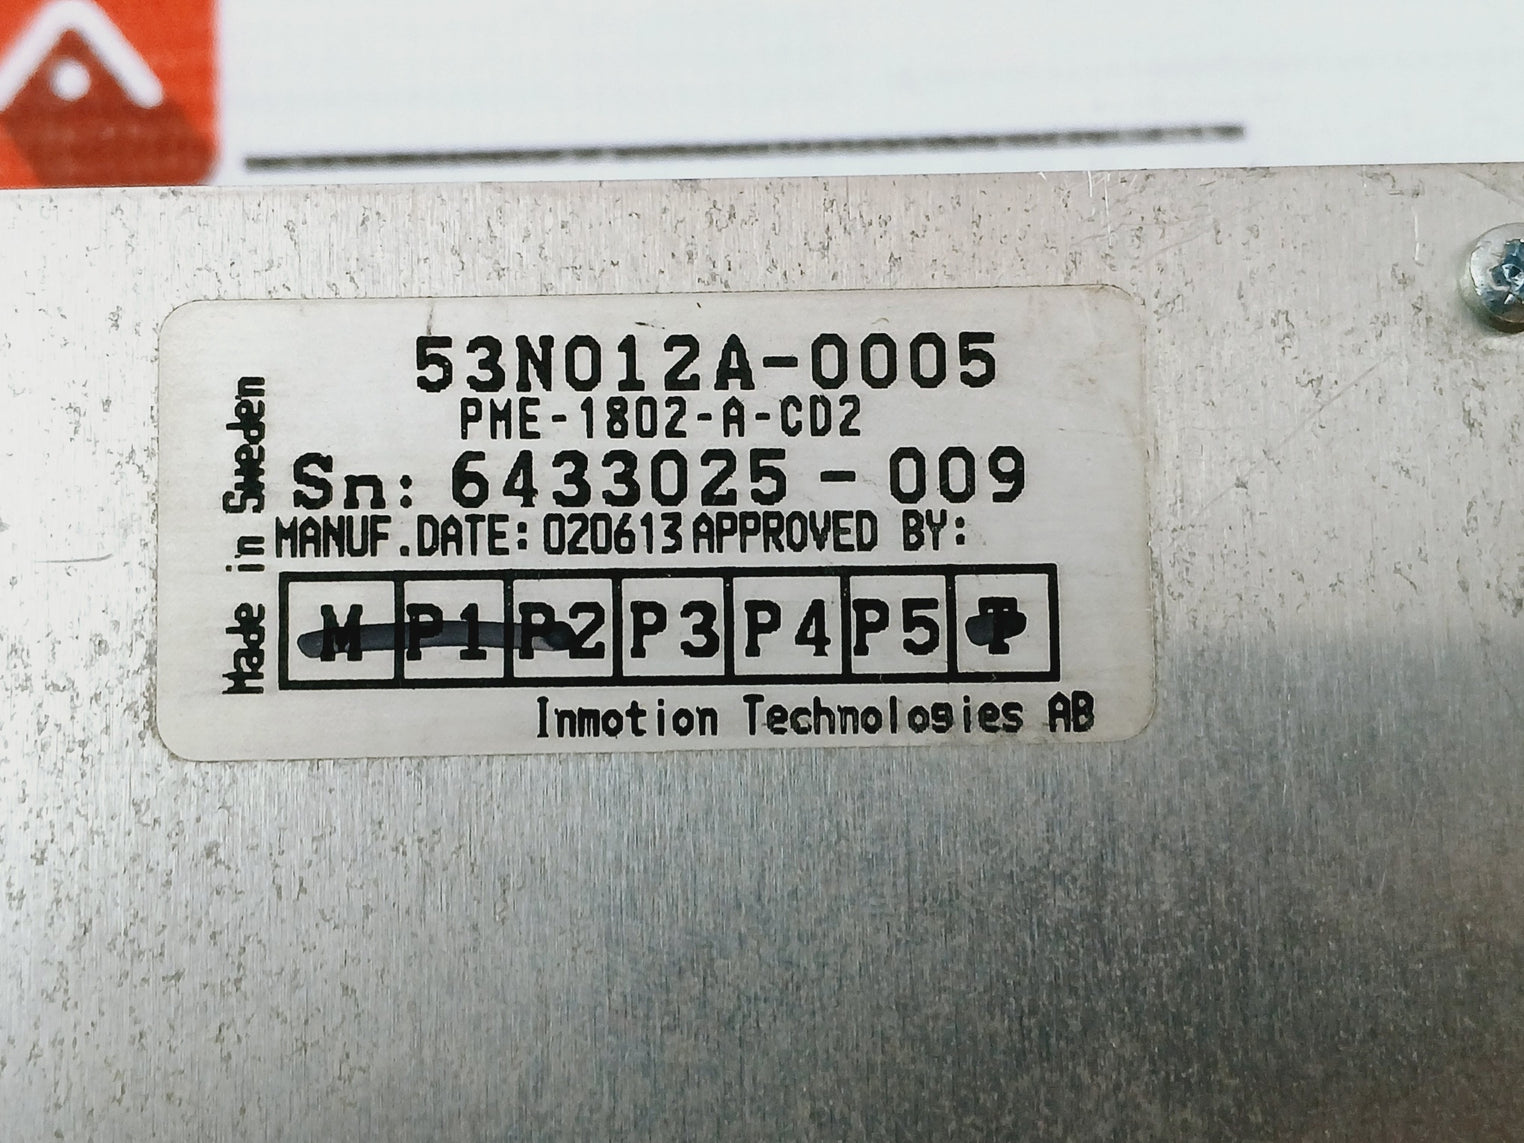 53N012A-0005
PME-1802-A-CD2
Sn: 6433025-009
MANUF.DATE: 020613 APPROVED BY:
M P1 P2 P3 P4 P5 T
Inmotion Technologies AB
Made in Sweden